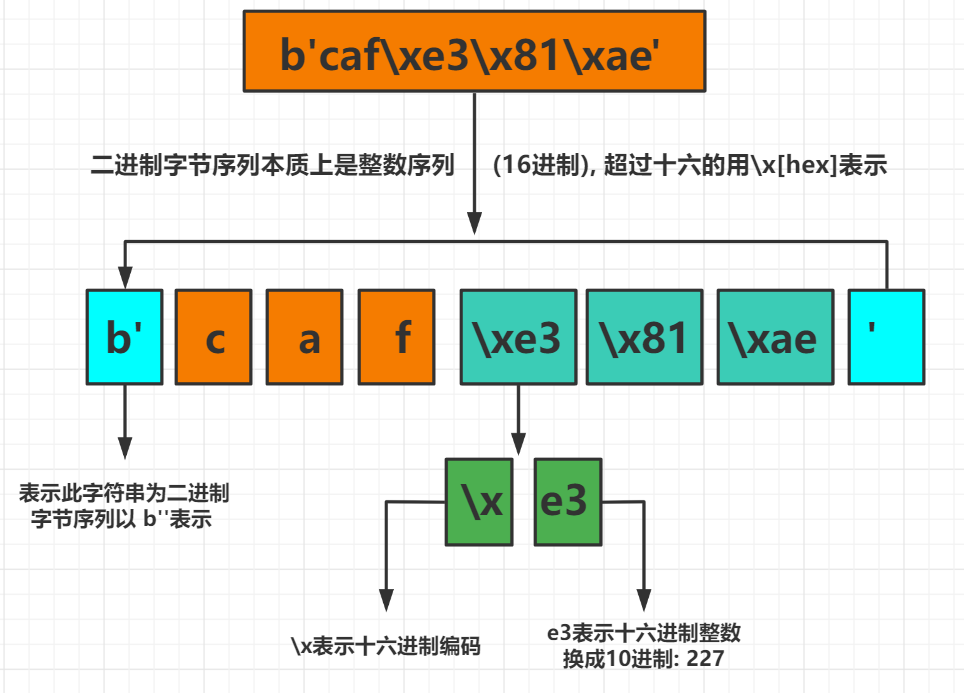 b'caf\xe3\x81\xae'
二进制字节序列本质上是整数序列 (16进制), 超过十六的用\x[hex]表示
b' c a f \xe3 \x81 \xae '
\x e3
表示此字符串为二进制
字节序列以 b''表示
\x表示十六进制编码
e3表示十六进制整数
换成10进制: 227